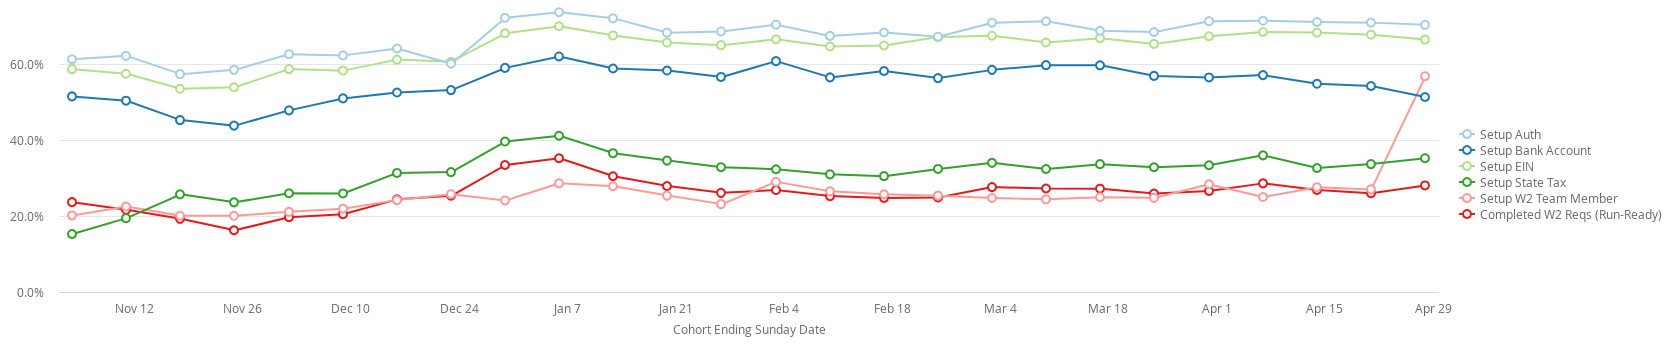 60.0%
40.0%
20.0%
0.0%
Nov 12 Nov 26 Dec 10 Dec 24 Jan 7 Jan 21 Feb 4 Feb 18 Mar 4 Mar 18 Apr 1 Apr 15 Apr 29
Cohort Ending Sunday Date
Setup Auth
Setup Bank Account
Setup EIN
Setup State Tax
Setup W2 Team Member
Completed W2 Reqs (Run-Ready)